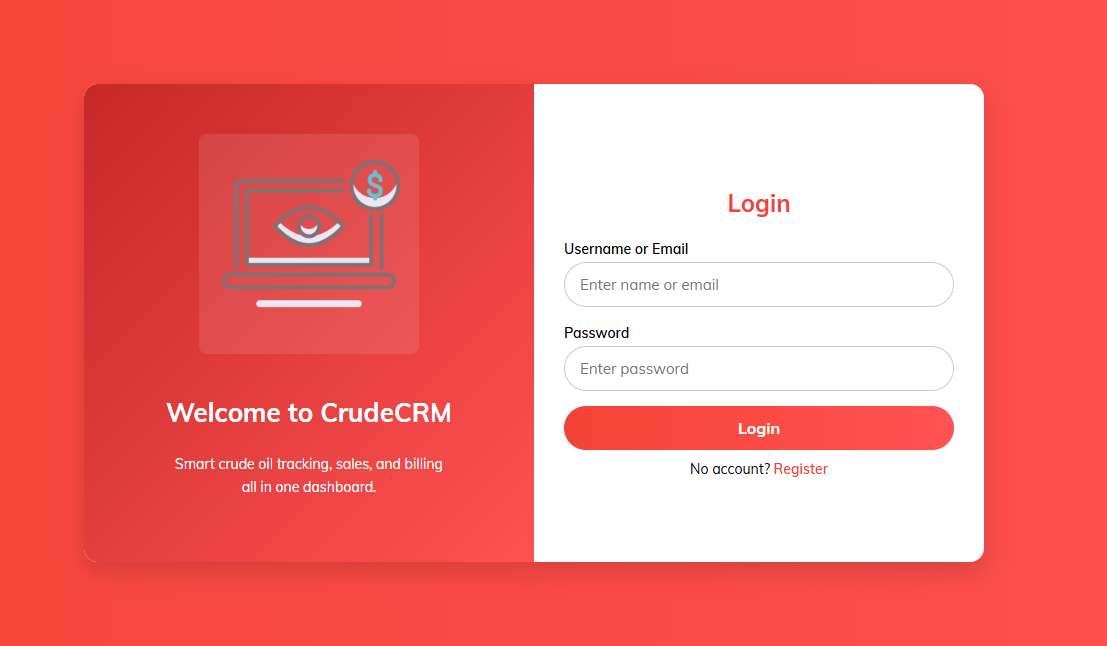 $
Welcome to CrudeCRM
Smart crude oil tracking, sales, and billing
all in one dashboard.
Login
Username or Email
Enter name or email
Password
Enter password
Login
No account? Register